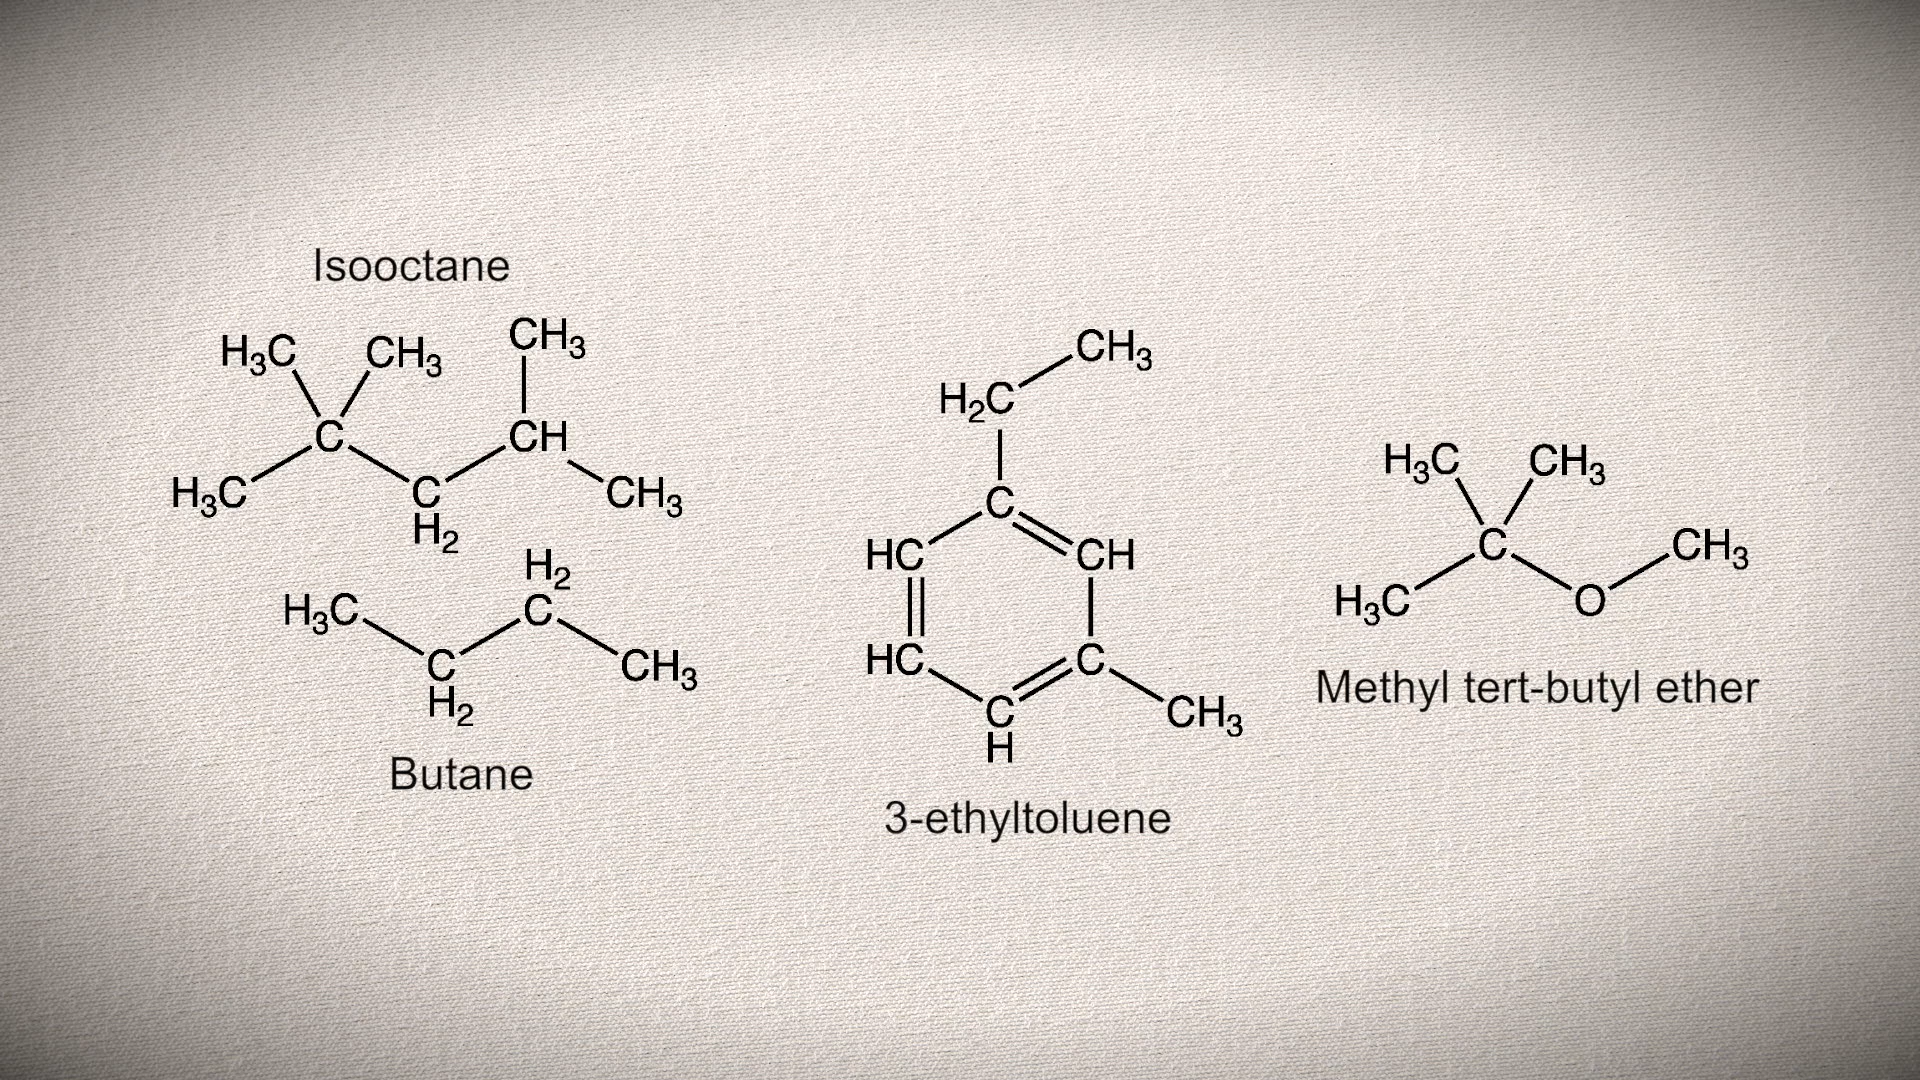 Isooctane
H₃C CH₃ CH₃
C CH
H₃C C CH₃
H₂
H₂
H₃C C
C CH₃
H₂
Butane
CH₃
H₂C
C
HC CH
HC C
C CH₃
H
3-ethyltoluene
H₃C CH₃
C CH₃
H₃C O
Methyl tert-butyl ether